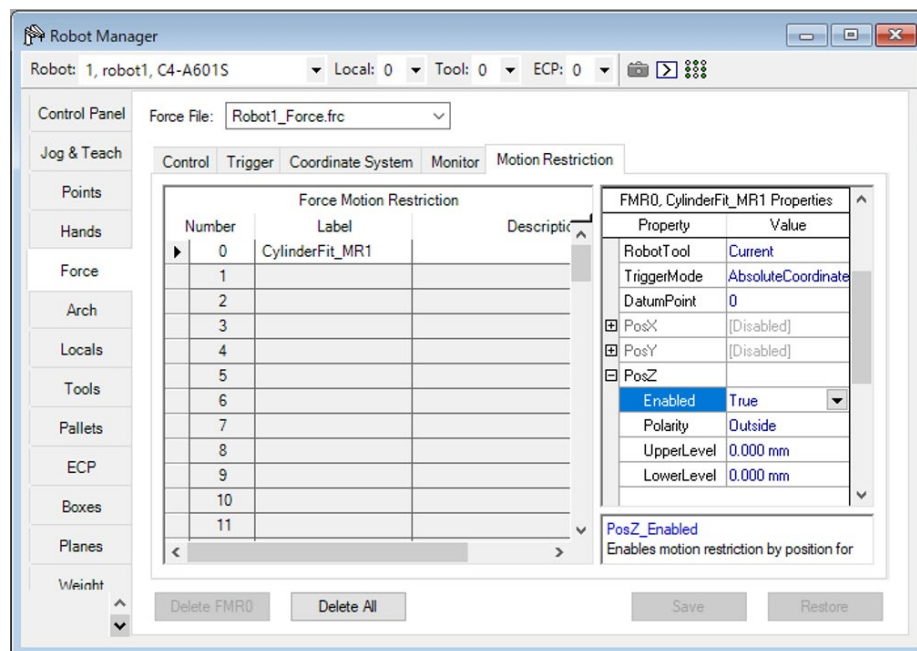 Robot Manager
Robot: 1, robot1, C4-A601S Local: 0 Tool: 0 ECP: 0
Control Panel
Jog & Teach
Points
Hands
Force
Arch
Locals
Tools
Pallets
ECP
Boxes
Planes
Weight
Force File: Robot1_Force.frc
Control Trigger Coordinate System Monitor Motion Restriction
Force Motion Restriction
Number Label Descriptic
0 CylinderFit_MR1
1
2
3
4
5
6
7
8
9
10
11
FMR0, CylinderFit_MR1 Properties
Property Value
RobotTool Current
TriggerMode AbsoluteCoordinate
DatumPoint 0
PosX [Disabled]
PosY [Disabled]
PosZ
Enabled True
Polarity Outside
UpperLevel 0.000 mm
LowerLevel 0.000 mm
PosZ_Enabled
Enables motion restriction by position for
Delete FMR0 Delete All Save Restore